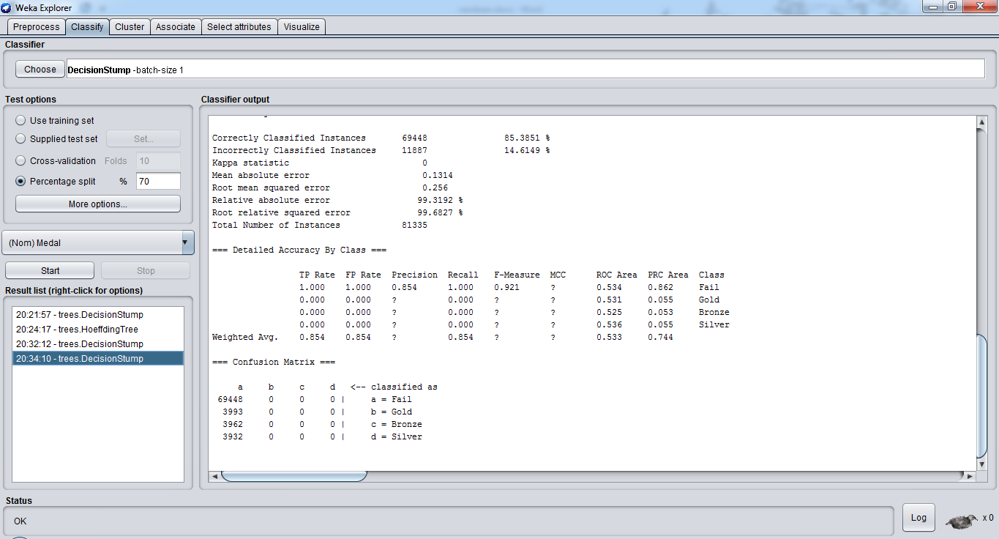 Weka Explorer
Preprocess Classify Cluster Associate Select attributes Visualize
Classifier
Choose DecisionStump -batch-size 1
Test options
Use training set
Supplied test set Set...
Cross-validation Folds 10
Percentage split % 70
More options...
(Nom) Medal
Start Stop
Result list (right-click for options)
20:21:57 - trees.DecisionStump
20:24:17 - trees.HoeffdingTree
20:32:12 - trees.DecisionStump
20:34:10 - trees.DecisionStump
Classifier output
Correctly Classified Instances 69448 85.3851 %
Incorrectly Classified Instances 11887 14.6149 %
Kappa statistic 0
Mean absolute error 0.1314
Root mean squared error 0.256
Relative absolute error 99.3192 %
Root relative squared error 99.6827 %
Total Number of Instances 81335
=== Detailed Accuracy By Class ===
TP Rate FP Rate Precision Recall F-Measure MCC ROC Area PRC Area Class
1.000 1.000 0.854 1.000 0.921 ? 0.534 0.862 Fail
0.000 0.000 ? 0.000 ? ? 0.531 0.055 Gold
0.000 0.000 ? 0.000 ? ? 0.525 0.053 Bronze
0.000 0.000 ? 0.000 ? ? 0.536 0.055 Silver
Weighted Avg. 0.854 0.854 ? 0.854 ? ? 0.533 0.744
=== Confusion Matrix ===
a b c d <-- classified as
69448 0 0 0 | a = Fail
3993 0 0 0 | b = Gold
3962 0 0 0 | c = Bronze
3932 0 0 0 | d = Silver
Status
OK
Log x 0